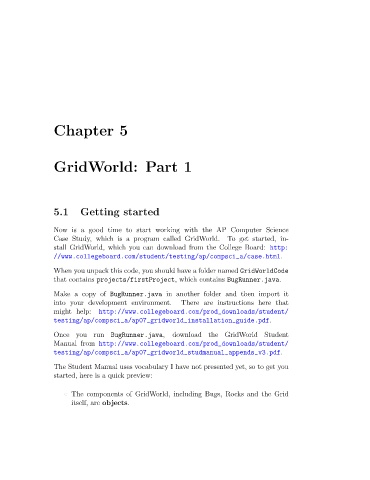 Chapter 5
GridWorld: Part 1
5.1 Getting started
Now is a good time to start working with the AP Computer Science
Case Study, which is a program called GridWorld. To get started, in-
stall GridWorld, which you can download from the College Board: http:
//www.collegeboard.com/student/testing/ap/compsci_a/case.html.
When you unpack this code, you should have a folder named GridWorldCode
that contains projects/firstProject, which contains BugRunner.java.
Make a copy of BugRunner.java in another folder and then import it
into your development environment. There are instructions here that
might help: http://www.collegeboard.com/prod_downloads/student/
testing/ap/compsci_a/ap07_gridworld_installation_guide.pdf.
Once you run BugRunner.java, download the GridWorld Student
Manual from http://www.collegeboard.com/prod_downloads/student/
testing/ap/compsci_a/ap07_gridworld_studmanual_appends_v3.pdf.
The Student Manual uses vocabulary I have not presented yet, so to get you
started, here is a quick preview:
The components of GridWorld, including Bugs, Rocks and the Grid
itself, are objects.